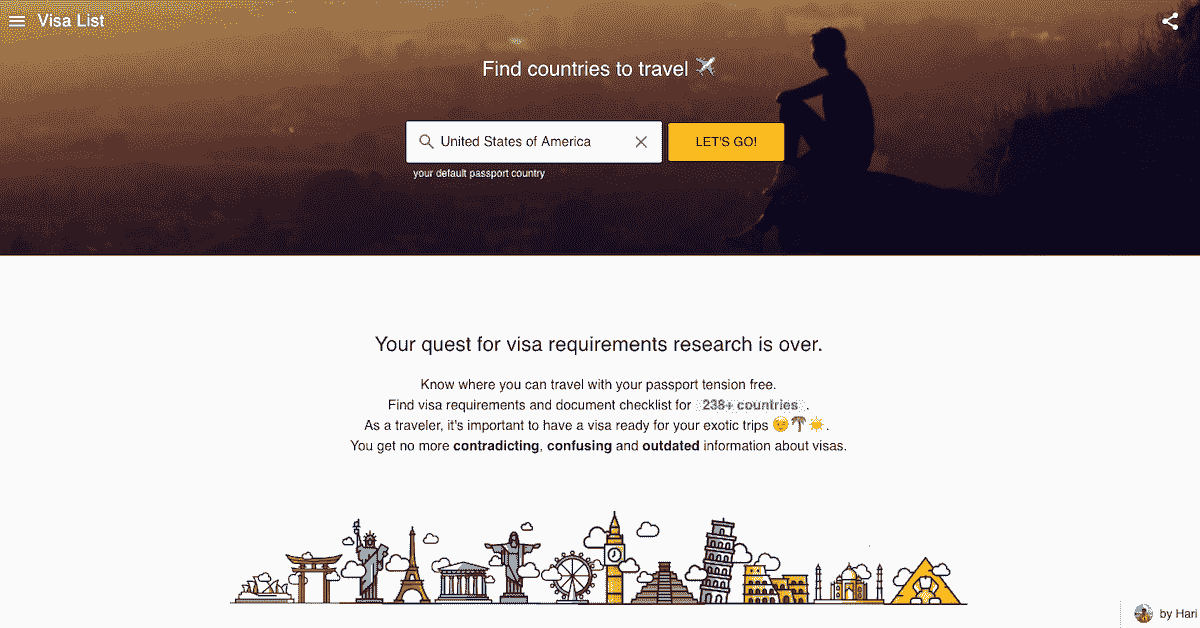 Visa List
Find countries to travel ✈️
United States of America
LET'S GO!
your default passport country
Your quest for visa requirements research is over.
Know where you can travel with your passport tension free.
Find visa requirements and document checklist for 238+ countries .
As a traveler, it's important to have a visa ready for your exotic trips 😉🌴☀️.
You get no more contradicting, confusing and outdated information about visas.
by Hari